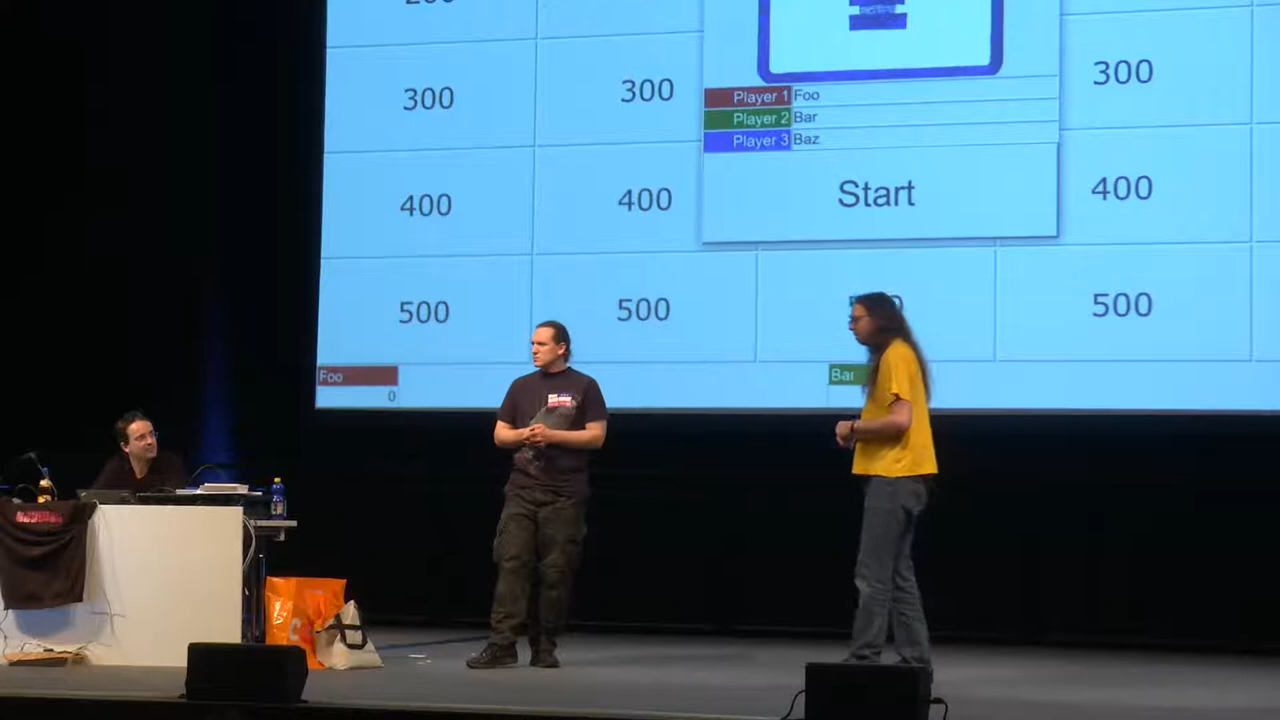 200
300 300 300
Player 1 Foo
Player 2 Bar
Player 3 Baz
400 400 400
Start
500 500 500
Foo
0
Bar